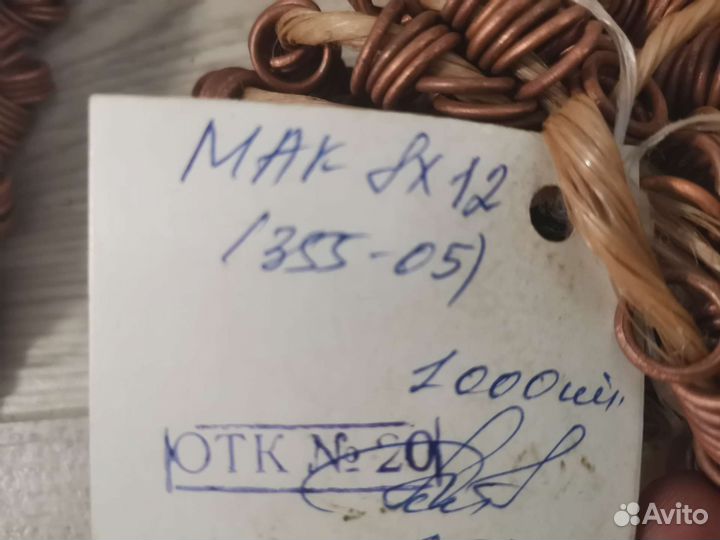 МАК 8х12
(355-05)
1000шт.
ОТК № 20
Avito